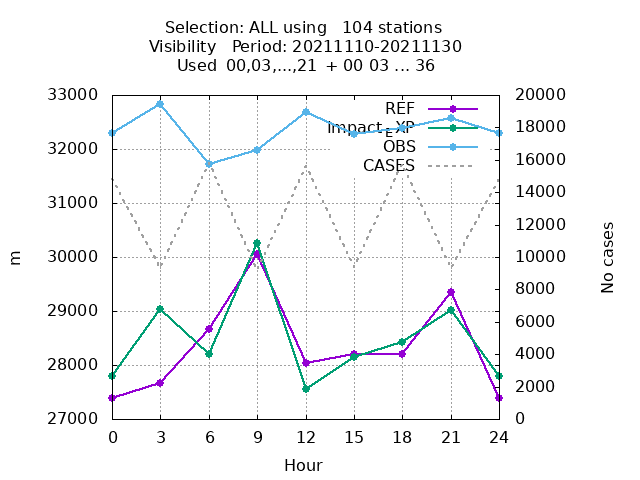 Selection: ALL using   104 stations
Visibility   Period: 20211110-20211130
Used  00,03,...,21  + 00 03 ... 36
33000
32000
31000
30000
29000
28000
27000
m
REF
Impact_EXP
OBS
CASES
20000
18000
16000
14000
12000
10000
8000
6000
4000
2000
0
No cases
0 3 6 9 12 15 18 21 24
Hour